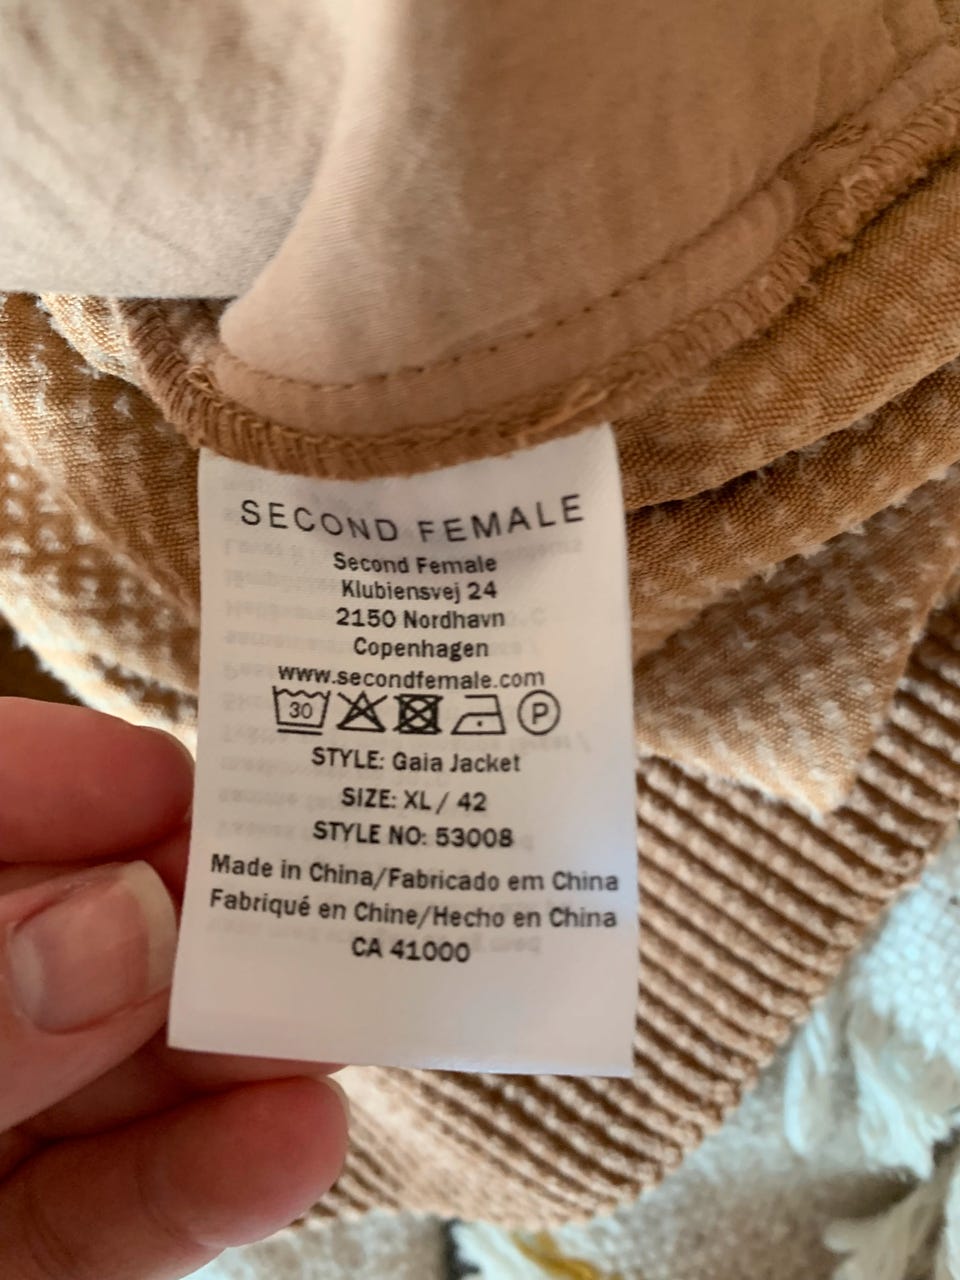 SECOND FEMALE
Second Female
Klubiensvej 24
2150 Nordhavn
Copenhagen
www.secondfemale.com
30 P
STYLE: Gaia Jacket
SIZE: XL / 42
STYLE NO: 53008
Made in China/Fabricado em China
Fabriqué en Chine/Hecho en China
CA 41000